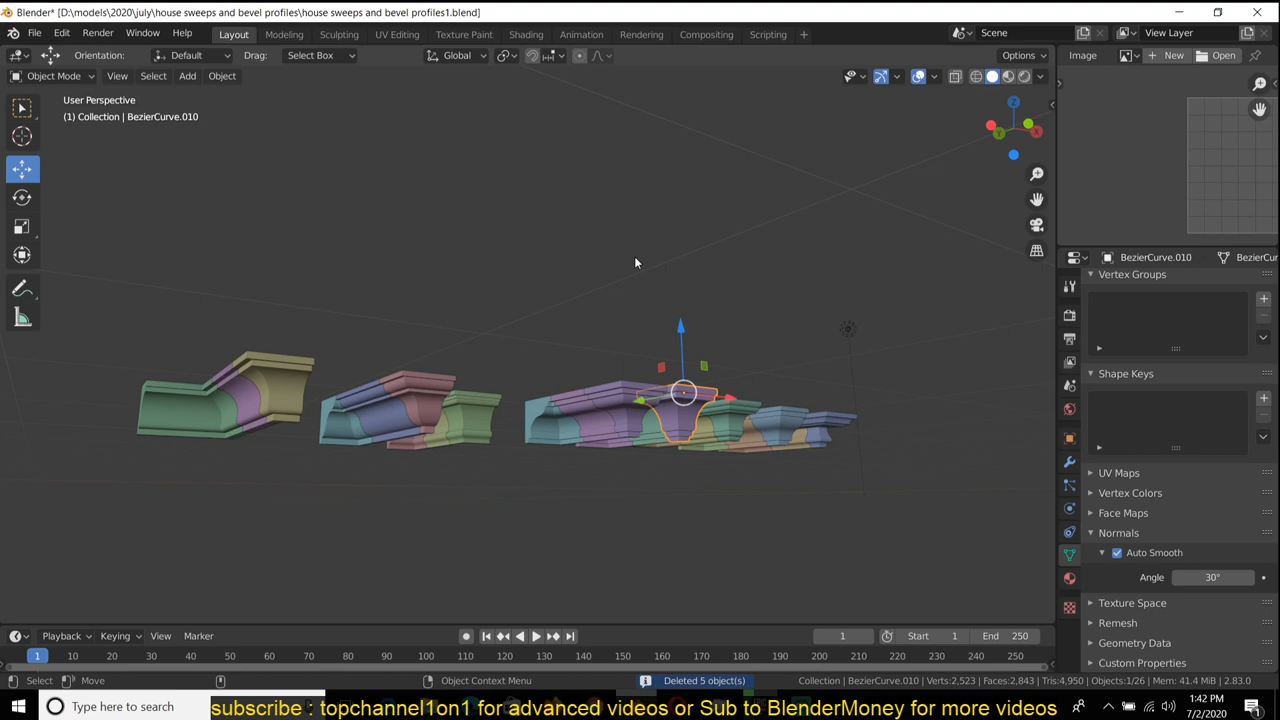 Blender* [D:\models\2020\july\house sweeps and bevel profiles\house sweeps and bevel profiles1.blend]
File Edit Render Window Help Layout Modeling Sculpting UV Editing Texture Paint Shading Animation Rendering Compositing Scripting + Scene View Layer
Orientation: Default Drag: Select Box Global Options Image + New Open
Object Mode View Select Add Object
User Perspective
(1) Collection | BezierCurve.010
Z
Y
X
BezierCurve.010 BezierCur
Vertex Groups
Shape Keys
UV Maps
Vertex Colors
Face Maps
Normals
Auto Smooth
Angle 30°
Texture Space
Remesh
Geometry Data
Custom Properties
Playback Keying View Marker 1 Start 1 End 250
1 10 20 30 40 50 60 70 80 90 100 110 120 130 140 150 160 170 180 190 200 210 220 230 240 250
Select Move Object Context Menu Deleted 5 object(s) Collection | BezierCurve.010 | Verts:2,523 | Faces:2,843 | Tris:4,950 | Objects:1/26 | Mem: 41.4 MiB | 2.83.0
Type here to search
subscribe : topchannel1on1 for advanced videos or Sub to BlenderMoney for more videos
1:42 PM
7/2/2020